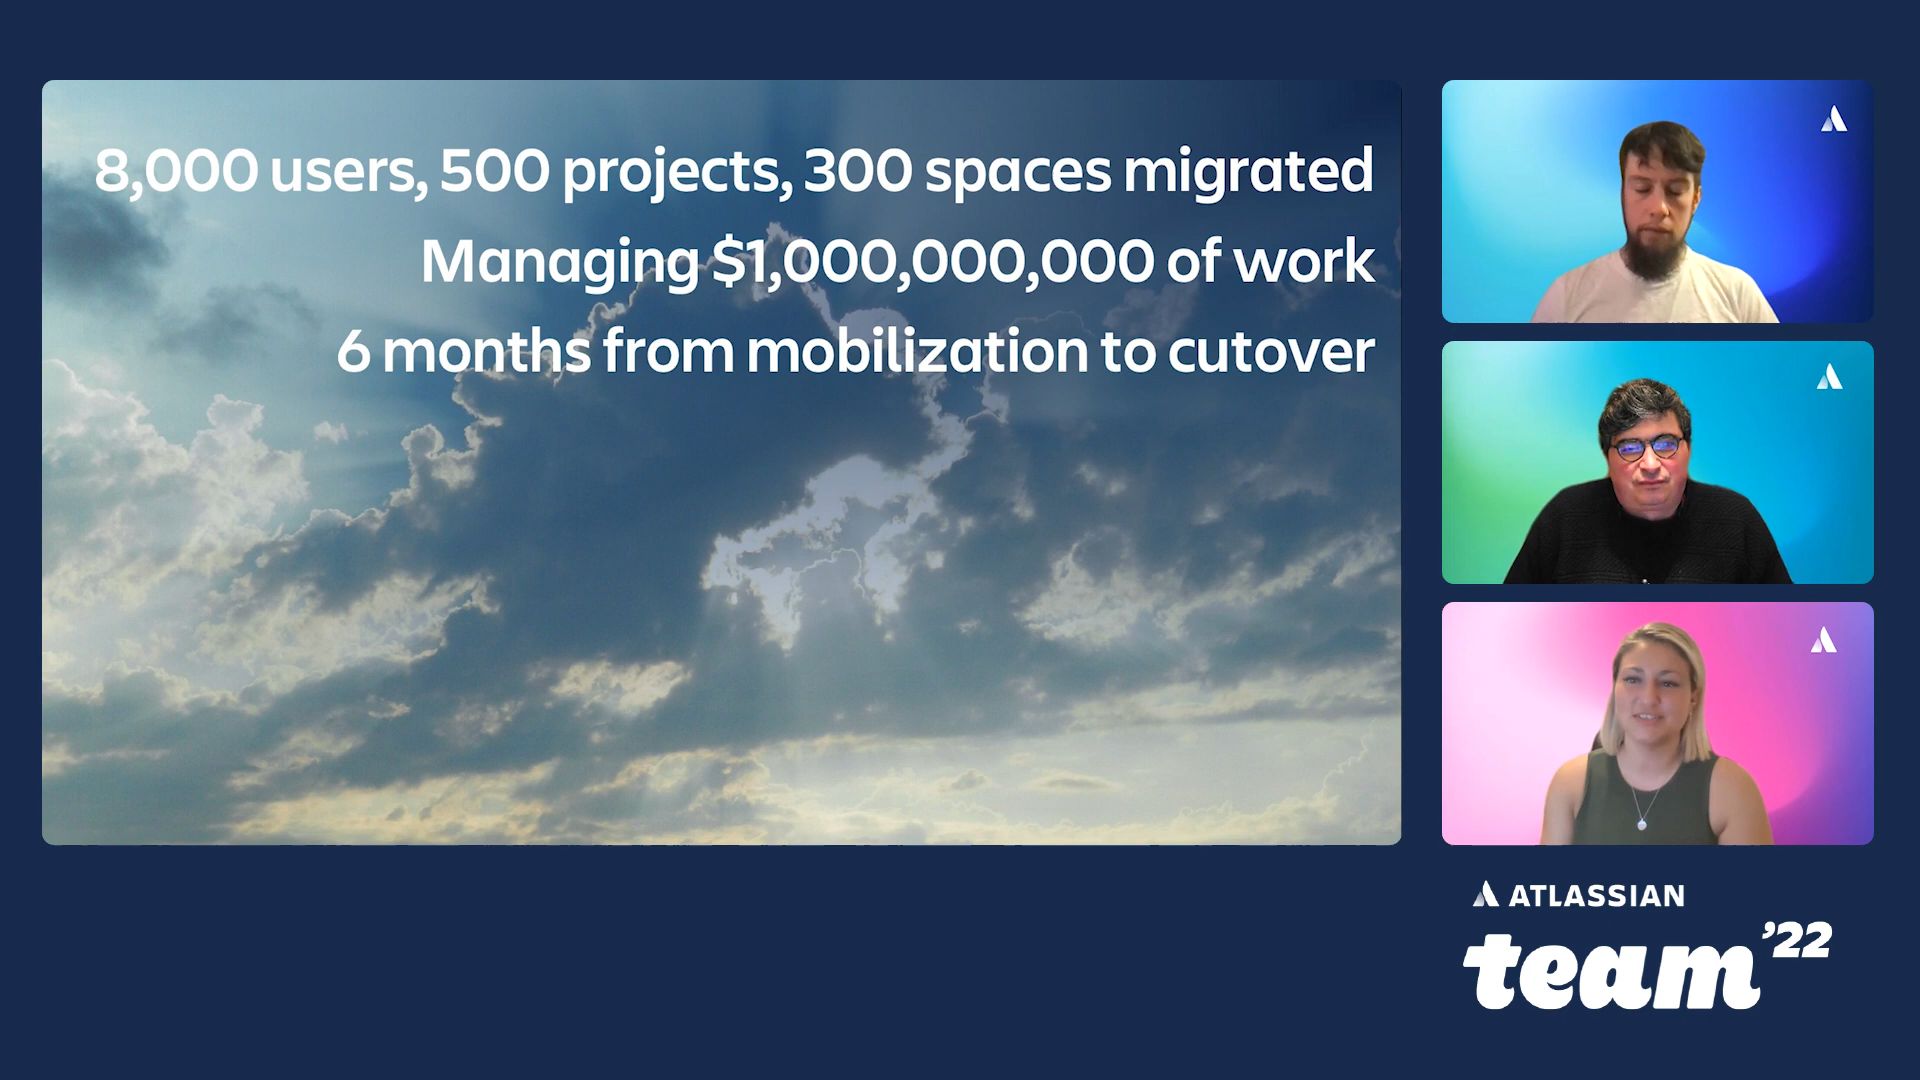 8,000 users, 500 projects, 300 spaces migrated
Managing $1,000,000,000 of work
6 months from mobilization to cutover
ATLASSIAN
team ’22